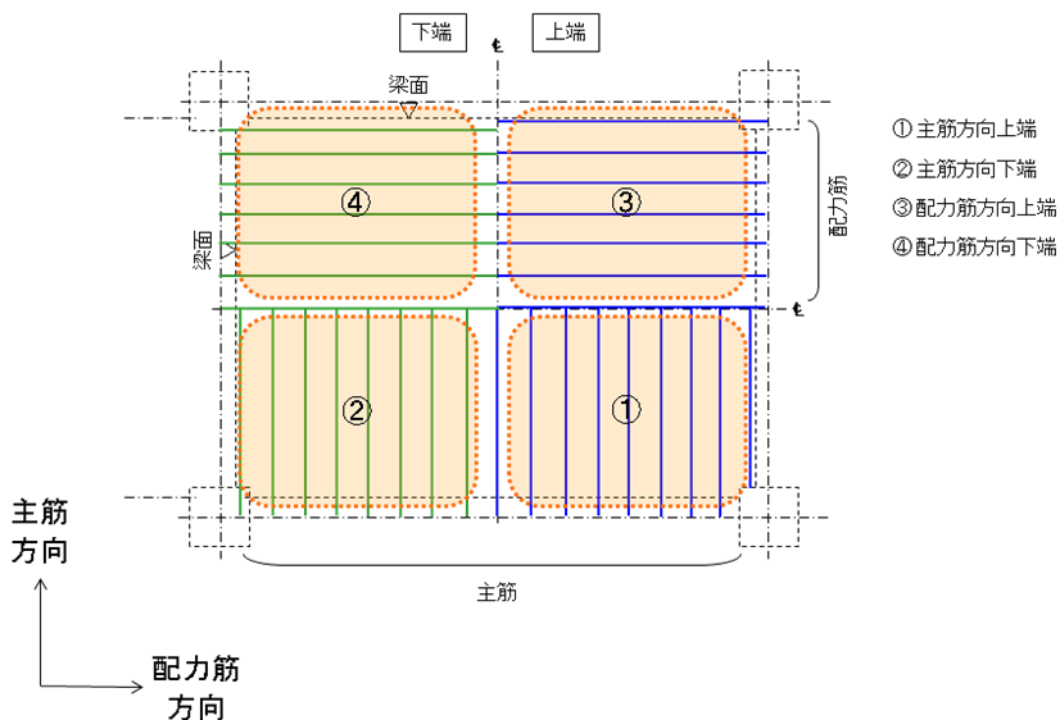 下端
℄
上端
梁面
① 主筋方向上端
② 主筋方向下端
③ 配力筋方向上端
④ 配力筋方向下端
④
③
配力筋
梁面
℄
②
①
主筋
方向
主筋
配力筋
方向